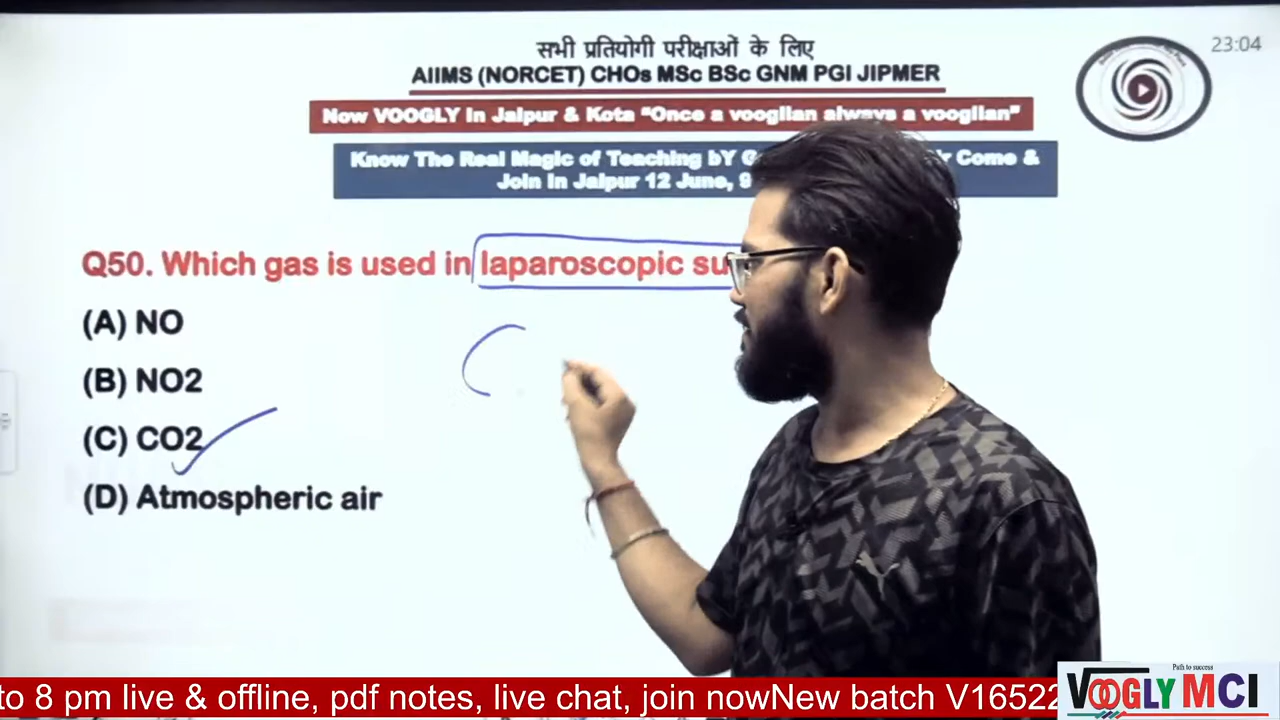 सभी प्रतियोगी परीक्षाओं के लिए
23:04
AIIMS (NORCET) CHOs MSc BSc GNM PGI JIPMER
Now VOOGLY in Jaipur & Kota "Once a vooglian always a vooglian"
Know The Real Magic of Teaching bY G Come &
Join in Jaipur 12 June, 9
Q50. Which gas is used in laparoscopic su
(A) NO
(B) NO2
(C) CO2
(D) Atmospheric air
Path to success
VOOGLY MCI
to 8 pm live & offline, pdf notes, live chat, join nowNew batch V16522